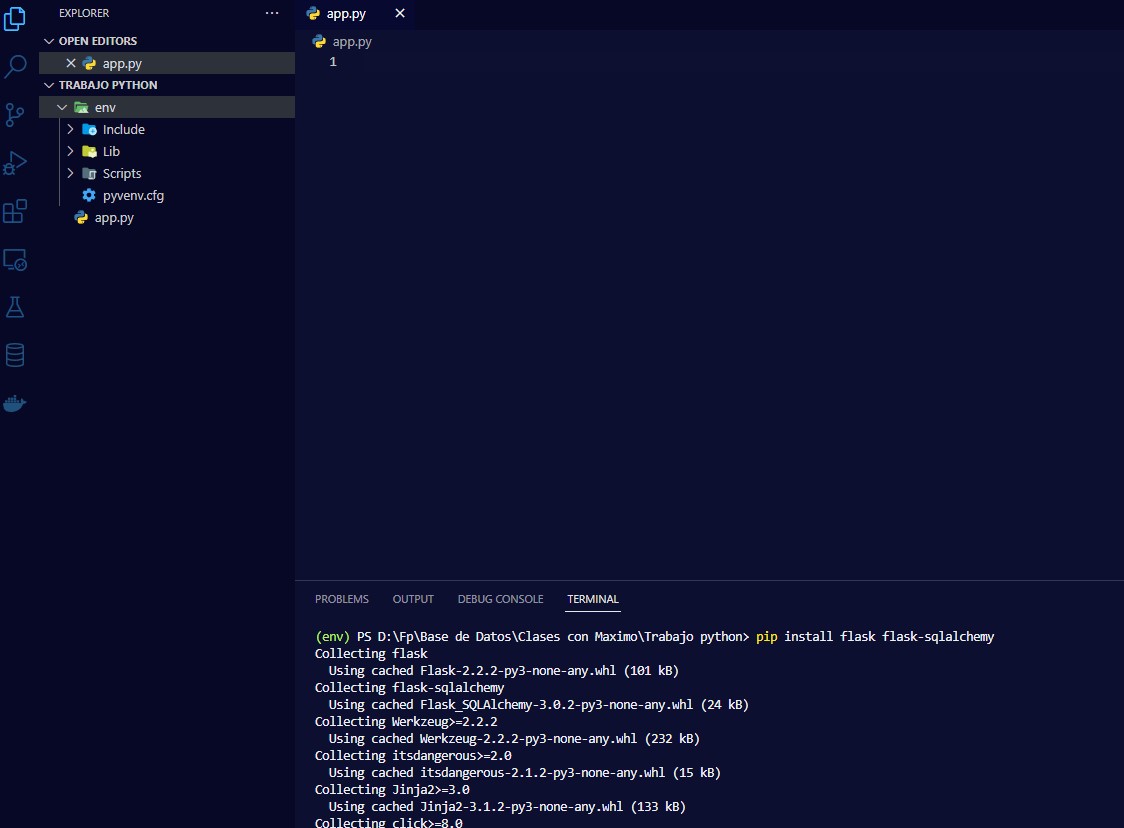 EXPLORER
OPEN EDITORS
app.py
TRABAJO PYTHON
env
Include
Lib
Scripts
pyvenv.cfg
app.py
app.py
app.py
1
PROBLEMS OUTPUT DEBUG CONSOLE TERMINAL
(env) PS D:\Fp\Base de Datos\Clases con Maximo\Trabajo python> pip install flask flask-sqlalchemy
Collecting flask
Using cached Flask-2.2.2-py3-none-any.whl (101 kB)
Collecting flask-sqlalchemy
Using cached Flask_SQLAlchemy-3.0.2-py3-none-any.whl (24 kB)
Collecting Werkzeug>=2.2.2
Using cached Werkzeug-2.2.2-py3-none-any.whl (232 kB)
Collecting itsdangerous>=2.0
Using cached itsdangerous-2.1.2-py3-none-any.whl (15 kB)
Collecting Jinja2>=3.0
Using cached Jinja2-3.1.2-py3-none-any.whl (133 kB)
Collecting click>=8.0